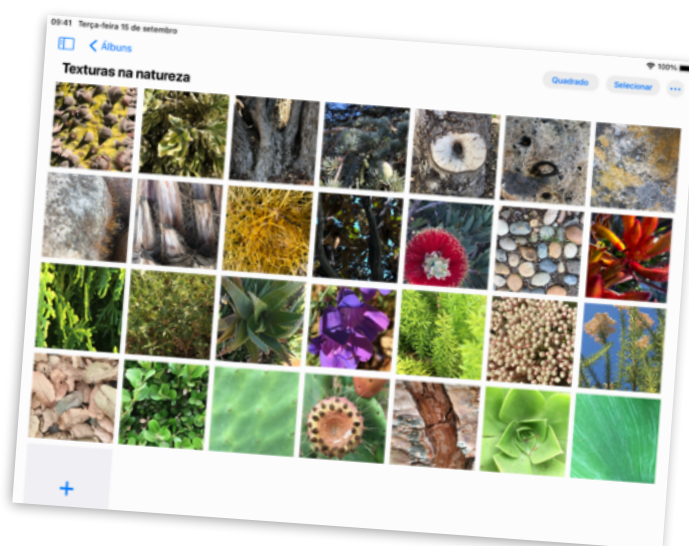 09:41 Terça-feira 15 de setembro
100%
Álbuns
Texturas na natureza
Quadrado
Selecionar